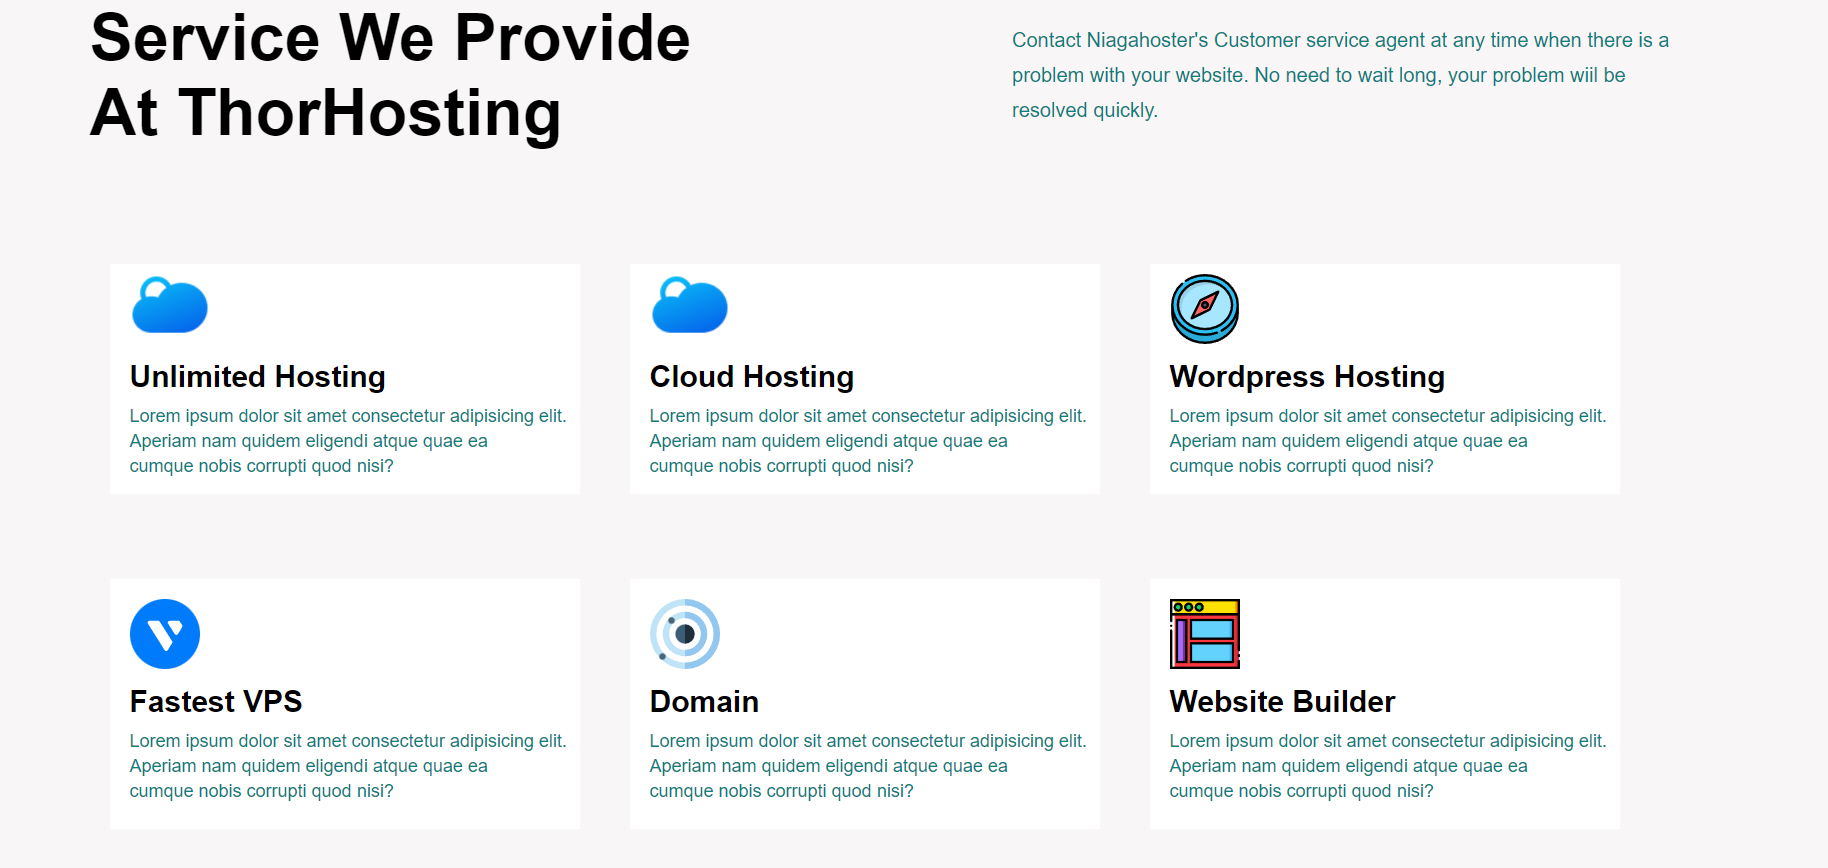 Service We Provide
At ThorHosting
Contact Niagahoster's Customer service agent at any time when there is a
problem with your website. No need to wait long, your problem wiil be
resolved quickly.
Unlimited Hosting
Lorem ipsum dolor sit amet consectetur adipisicing elit.
Aperiam nam quidem eligendi atque quae ea
cumque nobis corrupti quod nisi?
Cloud Hosting
Lorem ipsum dolor sit amet consectetur adipisicing elit.
Aperiam nam quidem eligendi atque quae ea
cumque nobis corrupti quod nisi?
Wordpress Hosting
Lorem ipsum dolor sit amet consectetur adipisicing elit.
Aperiam nam quidem eligendi atque quae ea
cumque nobis corrupti quod nisi?
Fastest VPS
Lorem ipsum dolor sit amet consectetur adipisicing elit.
Aperiam nam quidem eligendi atque quae ea
cumque nobis corrupti quod nisi?
Domain
Lorem ipsum dolor sit amet consectetur adipisicing elit.
Aperiam nam quidem eligendi atque quae ea
cumque nobis corrupti quod nisi?
Website Builder
Lorem ipsum dolor sit amet consectetur adipisicing elit.
Aperiam nam quidem eligendi atque quae ea
cumque nobis corrupti quod nisi?